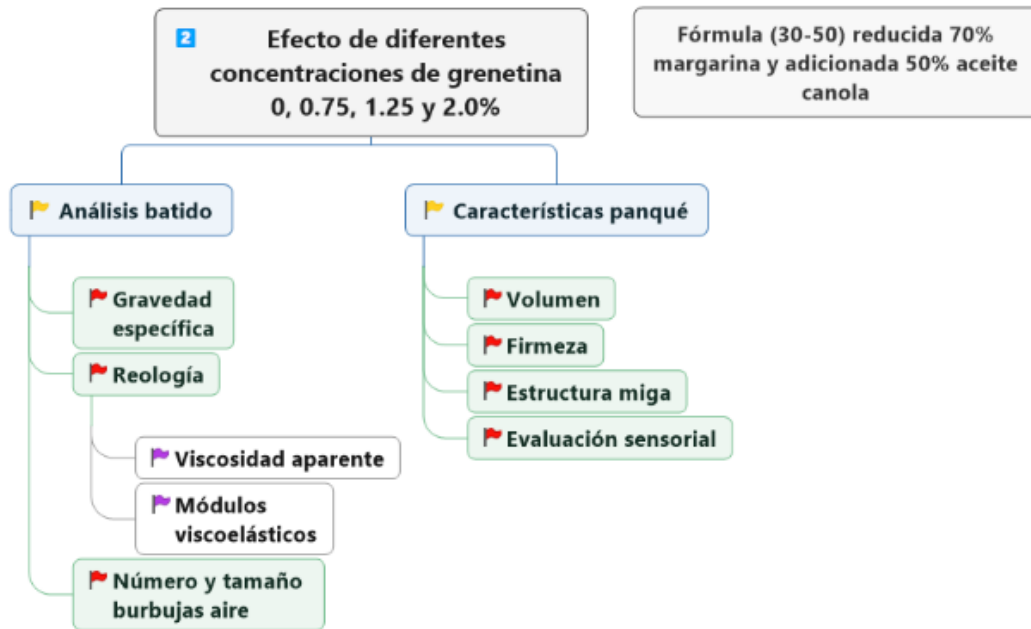 2
Efecto de diferentes
concentraciones de grenetina
0, 0.75, 1.25 y 2.0%
Fórmula (30-50) reducida 70%
margarina y adicionada 50% aceite
canola
Análisis batido
Gravedad
específica
Reología
Viscosidad aparente
Módulos
viscoelásticos
Número y tamaño
burbujas aire
Características panqué
Volumen
Firmeza
Estructura miga
Evaluación sensorial